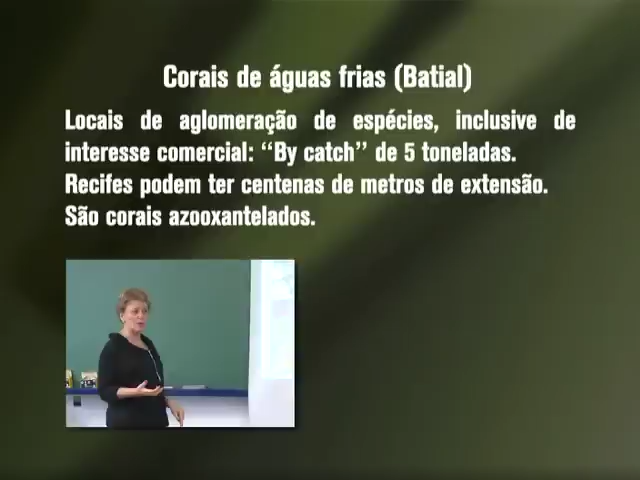 Corais de águas frias (Batial)
Locais de aglomeração de espécies, inclusive de
interesse comercial: “By catch” de 5 toneladas.
Recifes podem ter centenas de metros de extensão.
São corais azooxantelados.